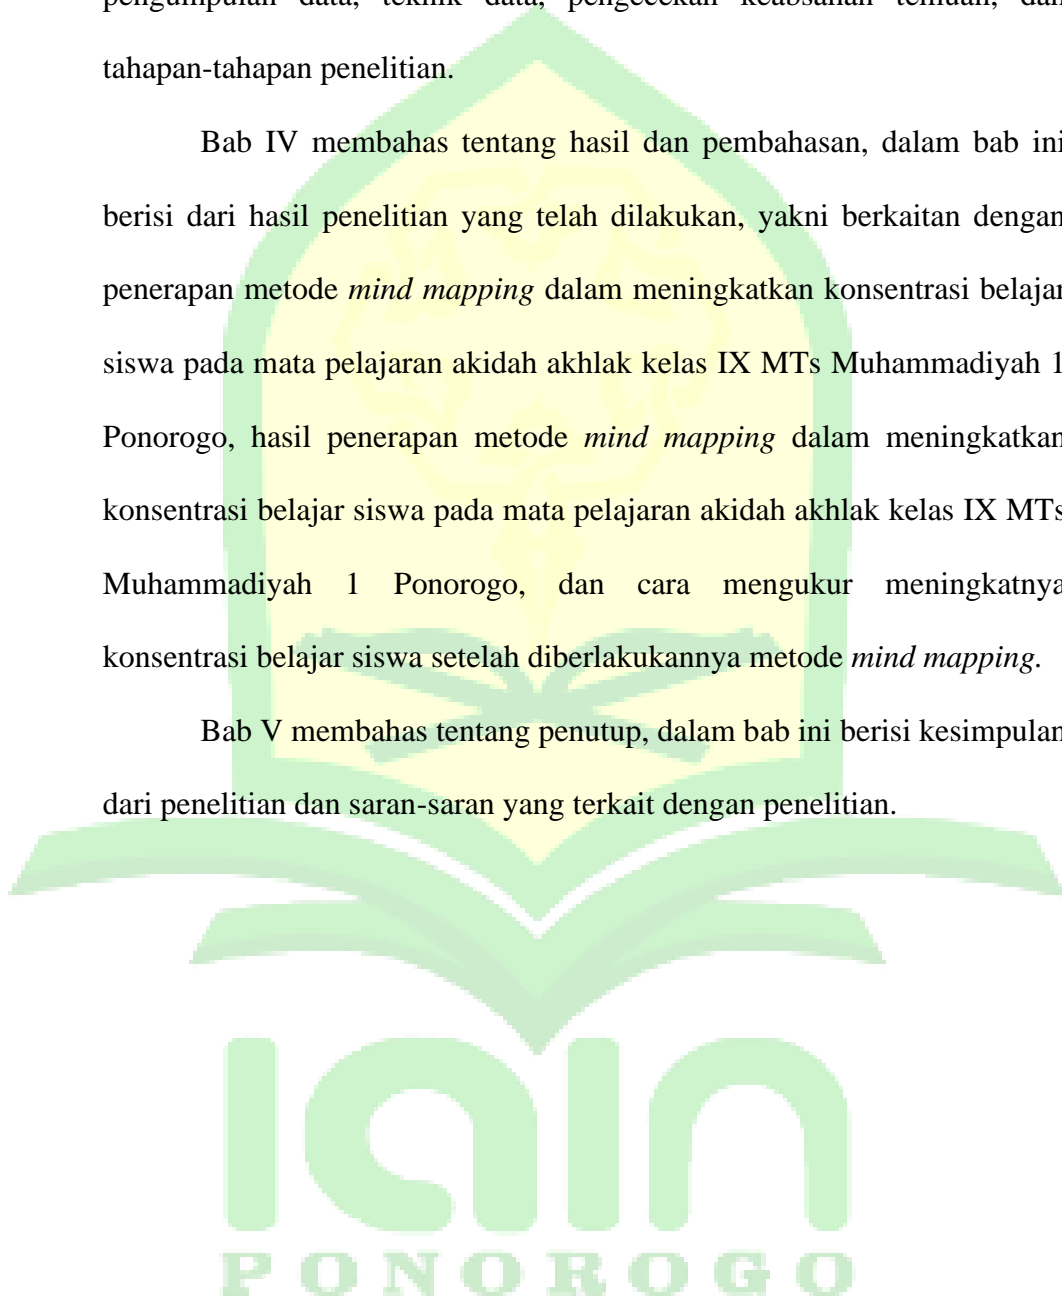 pengumpulan data, teknik data, pengecekan keabsahan temuan, dan
tahapan-tahapan penelitian.
Bab IV membahas tentang hasil dan pembahasan, dalam bab ini
berisi dari hasil penelitian yang telah dilakukan, yakni berkaitan dengan
penerapan metode mind mapping dalam meningkatkan konsentrasi belajar
siswa pada mata pelajaran akidah akhlak kelas IX MTs Muhammadiyah 1
Ponorogo, hasil penerapan metode mind mapping dalam meningkatkan
konsentrasi belajar siswa pada mata pelajaran akidah akhlak kelas IX MTs
Muhammadiyah 1 Ponorogo, dan cara mengukur meningkatnya
konsentrasi belajar siswa setelah diberlakukannya metode mind mapping.
Bab V membahas tentang penutup, dalam bab ini berisi kesimpulan
dari penelitian dan saran-saran yang terkait dengan penelitian.
IAIN
PONOROGO